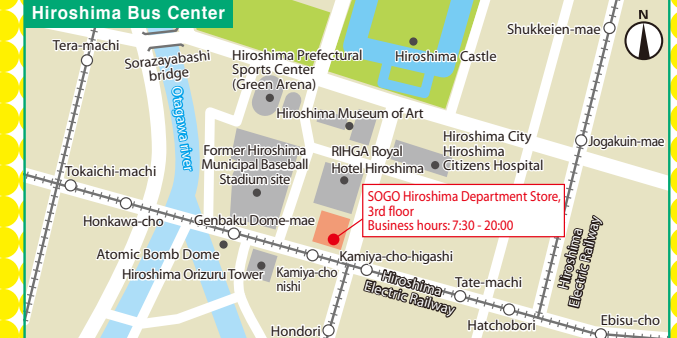 Hiroshima Bus Center
N
Shukkeien-mae
Tera-machi
Sorazayabashi
bridge
Hiroshima Prefectural
Sports Center
(Green Arena)
Hiroshima Castle
Otagawa river
Hiroshima Museum of Art
Hiroshima City
Hiroshima
Citizens Hospital
Jogakuin-mae
Former Hiroshima
Municipal Baseball
Stadium site
RIHGA Royal
Hotel Hiroshima
Tokaichi-machi
SOGO Hiroshima Department Store,
3rd floor
Business hours: 7:30 - 20:00
Honkawa-cho
Genbaku Dome-mae
Hiroshima
Electric Railway
Atomic Bomb Dome
Kamiya-cho-higashi
Hiroshima Orizuru Tower
Kamiya-cho
nishi
Hiroshima
Electric Railway
Tate-machi
Hatchobori
Ebisu-cho
Hondori